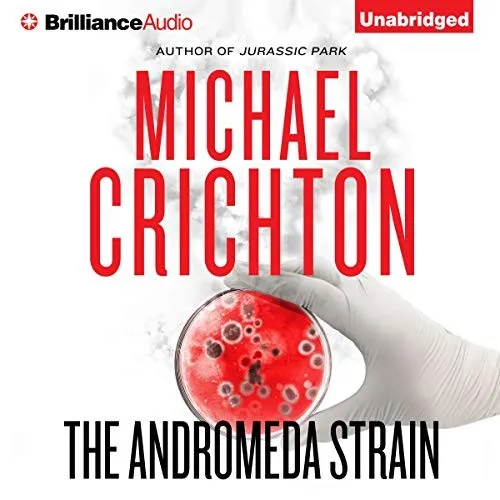 BrillianceAudio
Unabridged
AUTHOR OF JURASSIC PARK
MICHAEL
CRICHTON
THE ANDROMEDA STRAIN